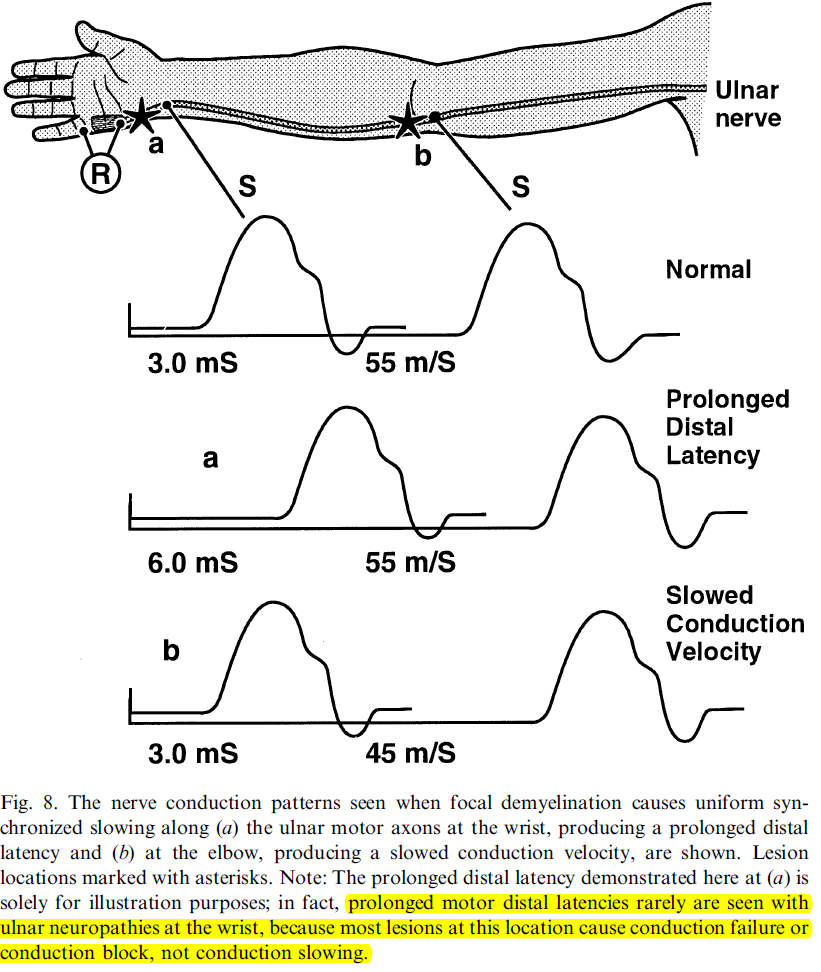 Ulnar
nerve
a
b
R
S
S
Normal
3.0 mS 55 m/S
Prolonged
Distal
Latency
a
6.0 mS 55 m/S
Slowed
Conduction
Velocity
b
3.0 mS 45 m/S
Fig. 8. The nerve conduction patterns seen when focal demyelination causes uniform syn-
chronized slowing along (a) the ulnar motor axons at the wrist, producing a prolonged distal
latency and (b) at the elbow, producing a slowed conduction velocity, are shown. Lesion
locations marked with asterisks. Note: The prolonged distal latency demonstrated here at (a) is
solely for illustration purposes; in fact, prolonged motor distal latencies rarely are seen with
ulnar neuropathies at the wrist, because most lesions at this location cause conduction failure or
conduction block, not conduction slowing.